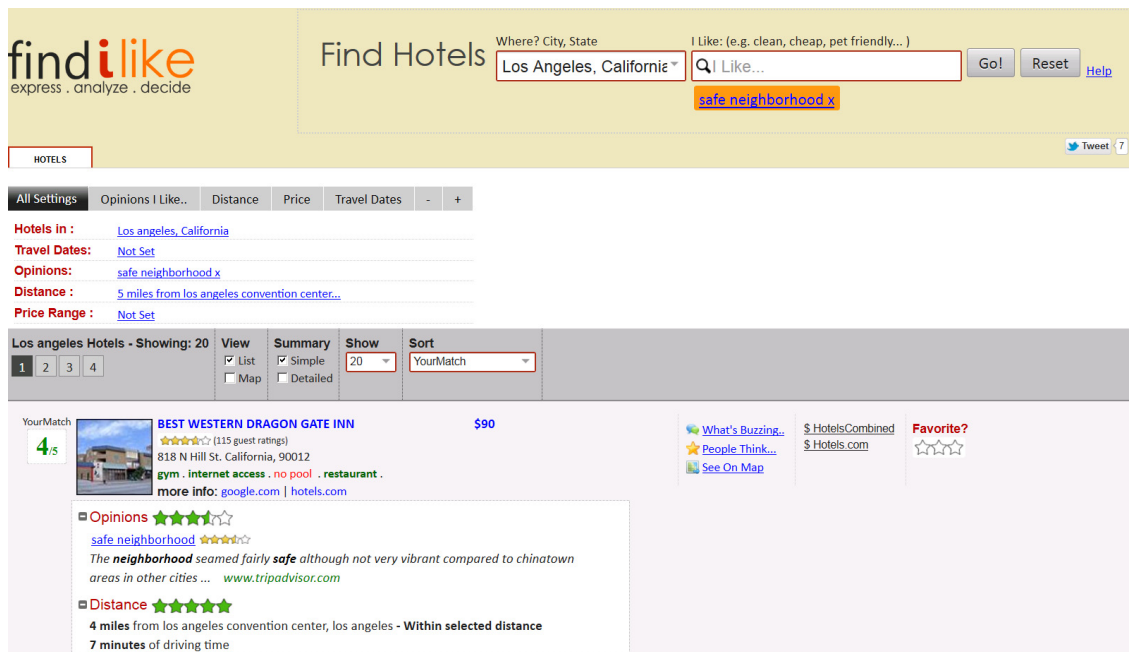 findilike
express . analyze . decide
Find Hotels
Where? City, State
Los Angeles, California
I Like: (e.g. clean, cheap, pet friendly... )
I Like...
Go!
Reset
Help
safe neighborhood x
Tweet
7
HOTELS
All Settings
Opinions I Like..
Distance
Price
Travel Dates
-
+
Hotels in :
Los angeles, California
Travel Dates:
Not Set
Opinions:
safe neighborhood x
Distance :
5 miles from los angeles convention center...
Price Range :
Not Set
Los angeles Hotels - Showing: 20
1 2 3 4
View
List
Map
Summary
Simple
Detailed
Show
20
Sort
YourMatch
YourMatch
4/5
BEST WESTERN DRAGON GATE INN
$90
(115 guest ratings)
818 N Hill St. California, 90012
gym . internet access . no pool . restaurant .
more info: google.com | hotels.com
What's Buzzing..
People Think...
See On Map
$ HotelsCombined
$ Hotels.com
Favorite?
Opinions
safe neighborhood
The neighborhood seamed fairly safe although not very vibrant compared to chinatown
areas in other cities ... www.tripadvisor.com
Distance
4 miles from los angeles convention center, los angeles - Within selected distance
7 minutes of driving time